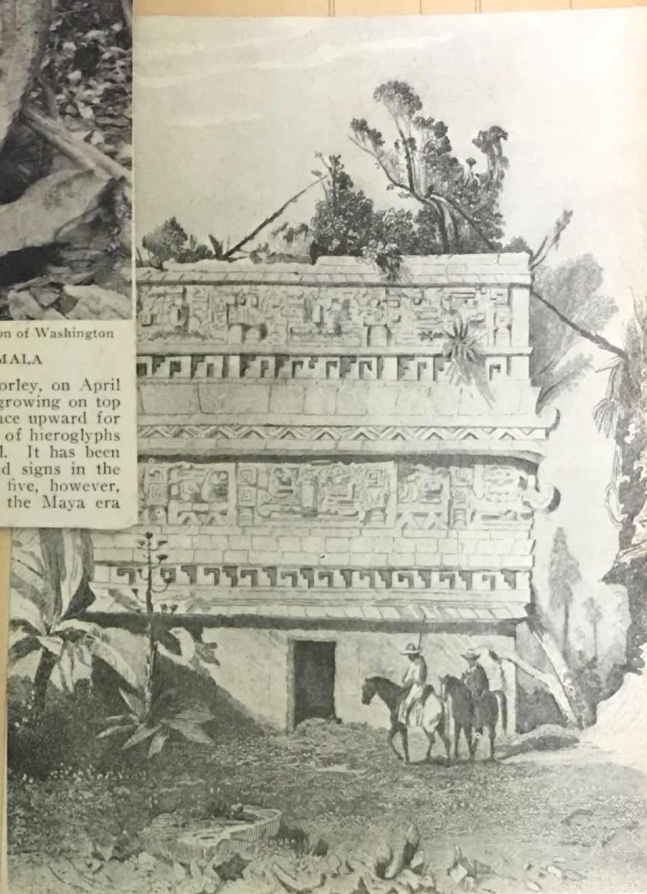 on of Washington
MALA
orley, on April
growing on top
nce upward for
of hieroglyphs
l. It has been
d signs in the
five, however,
the Maya era